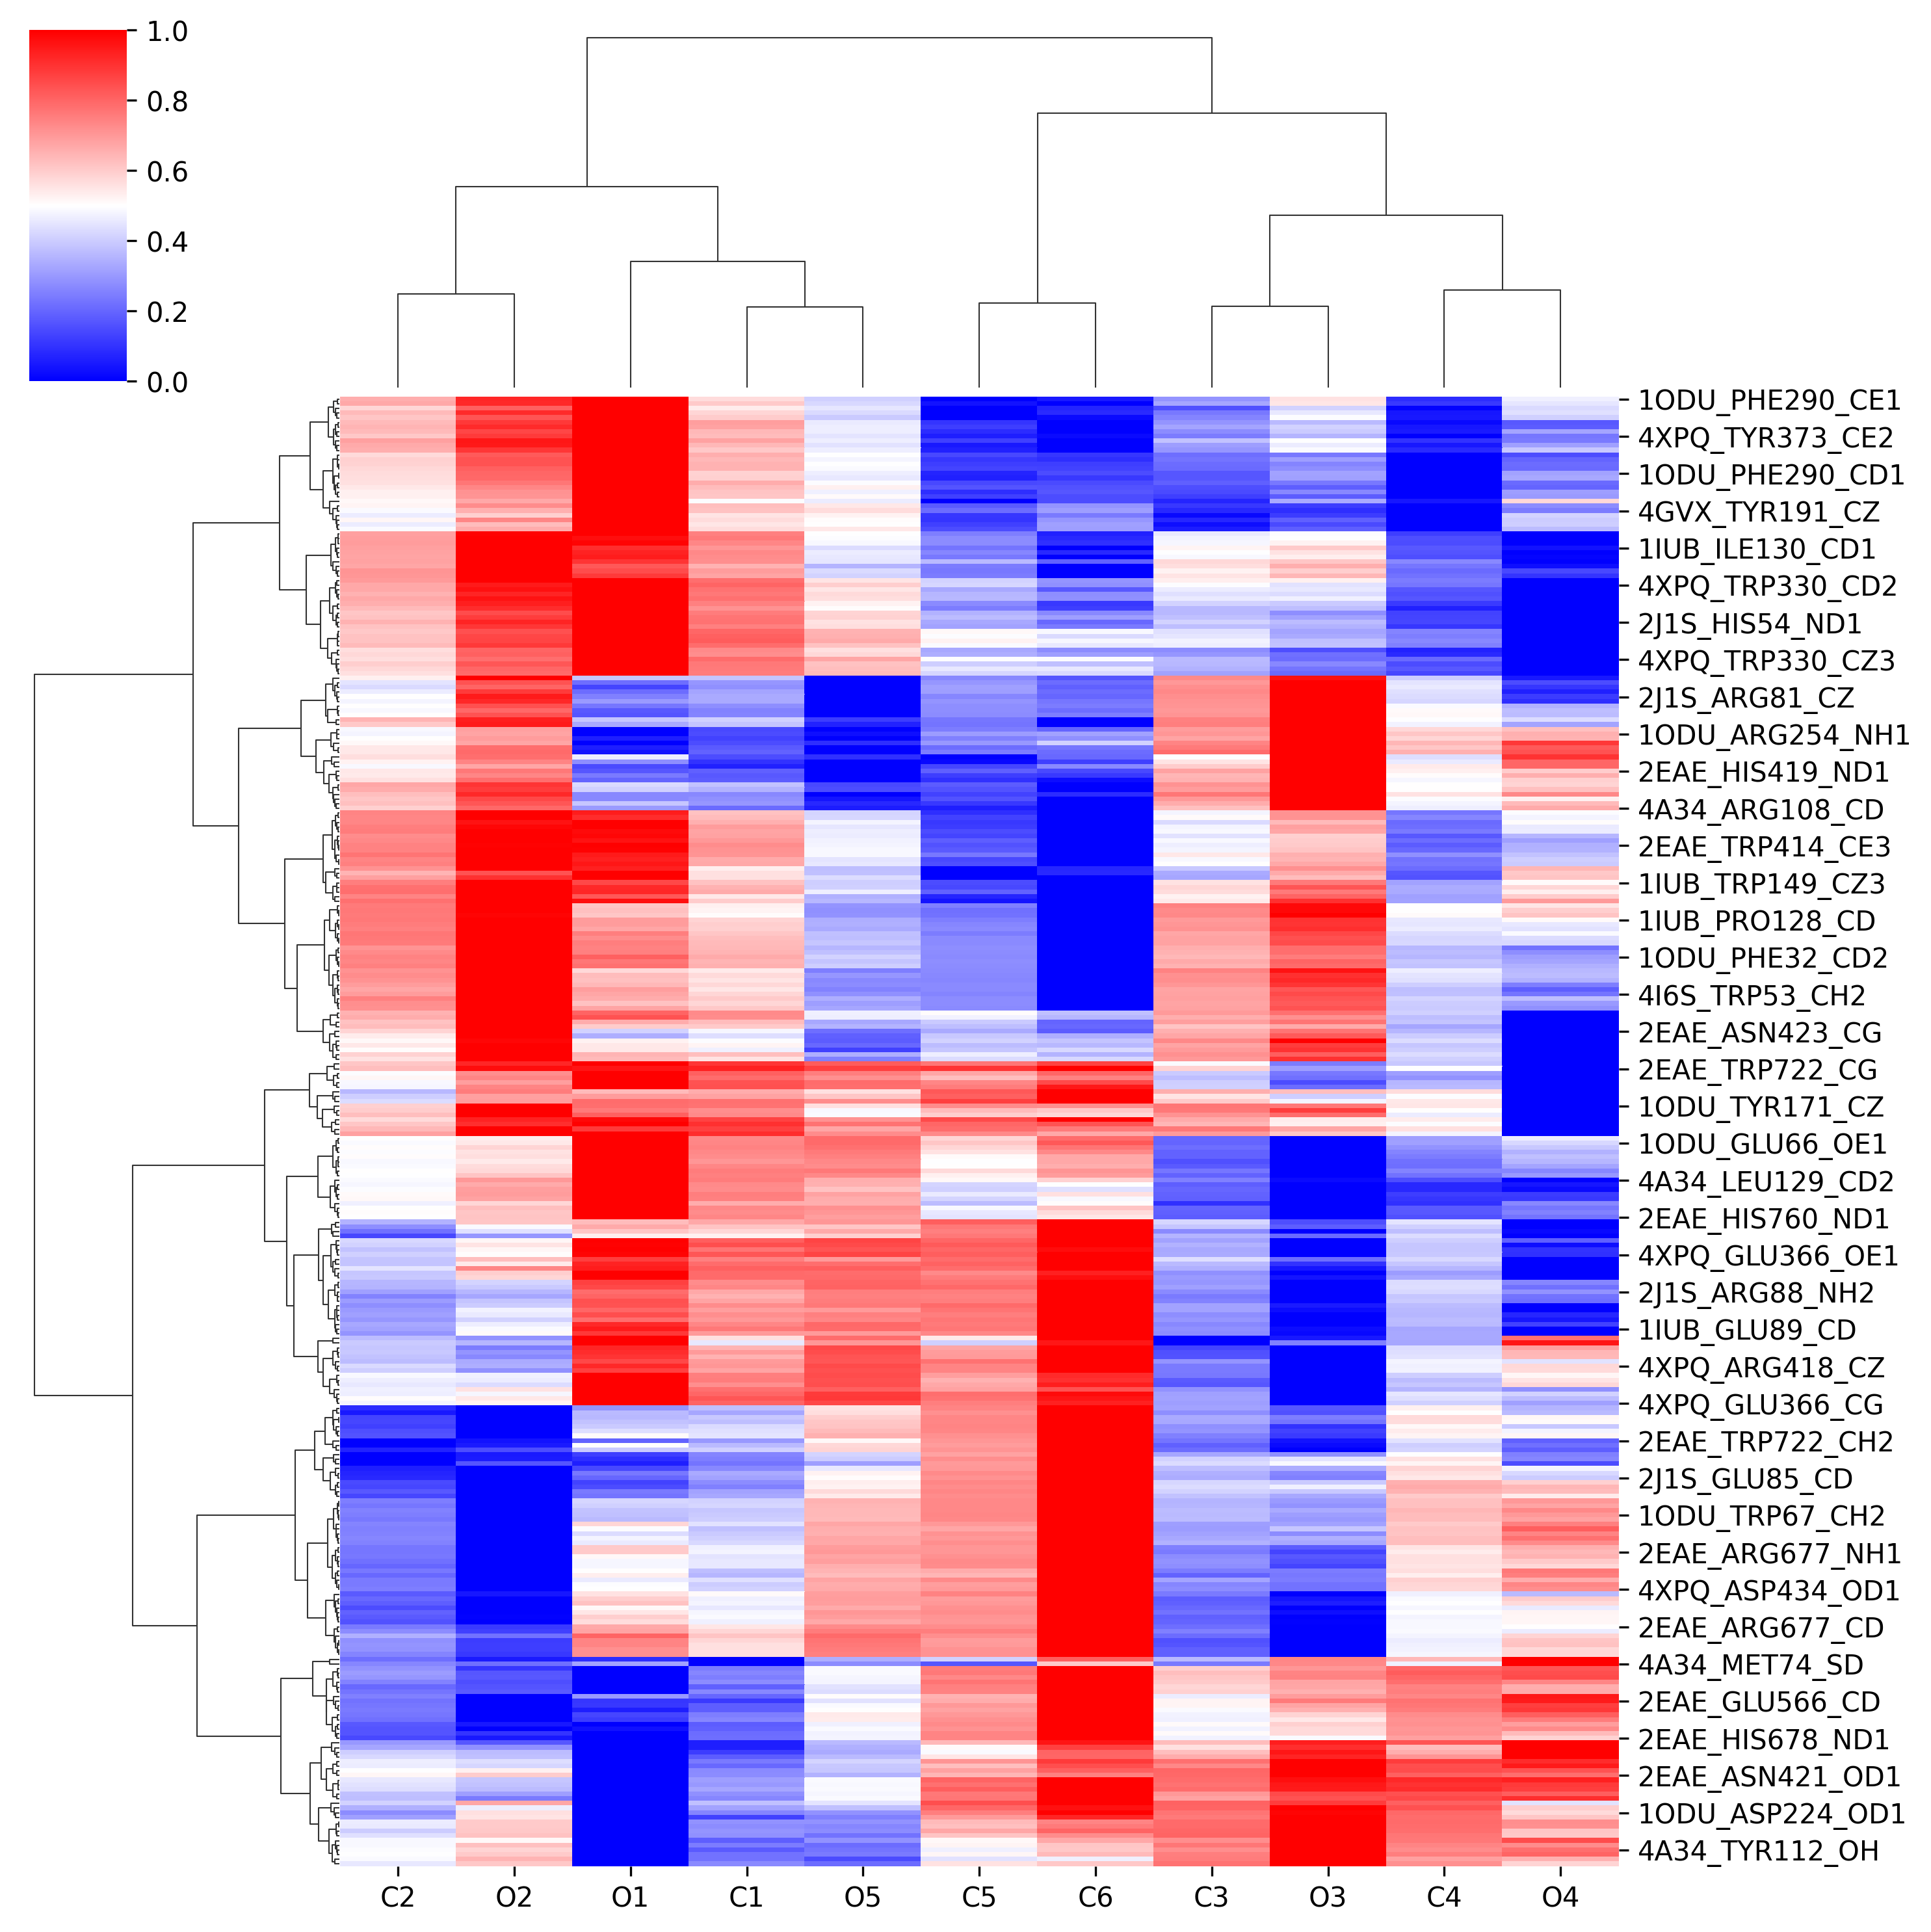 1.0
0.8
0.6
0.4
0.2
0.0
1ODU_PHE290_CE1
4XPQ_TYR373_CE2
1ODU_PHE290_CD1
4GVX_TYR191_CZ
1IUB_ILE130_CD1
4XPQ_TRP330_CD2
2J1S_HIS54_ND1
4XPQ_TRP330_CZ3
2J1S_ARG81_CZ
1ODU_ARG254_NH1
2EAE_HIS419_ND1
4A34_ARG108_CD
2EAE_TRP414_CE3
1IUB_TRP149_CZ3
1IUB_PRO128_CD
1ODU_PHE32_CD2
4I6S_TRP53_CH2
2EAE_ASN423_CG
2EAE_TRP722_CG
1ODU_TYR171_CZ
1ODU_GLU66_OE1
4A34_LEU129_CD2
2EAE_HIS760_ND1
4XPQ_GLU366_OE1
2J1S_ARG88_NH2
1IUB_GLU89_CD
4XPQ_ARG418_CZ
4XPQ_GLU366_CG
2EAE_TRP722_CH2
2J1S_GLU85_CD
1ODU_TRP67_CH2
2EAE_ARG677_NH1
4XPQ_ASP434_OD1
2EAE_ARG677_CD
4A34_MET74_SD
2EAE_GLU566_CD
2EAE_HIS678_ND1
2EAE_ASN421_OD1
1ODU_ASP224_OD1
4A34_TYR112_OH
C2 O2 O1 C1 O5 C5 C6 C3 O3 C4 O4